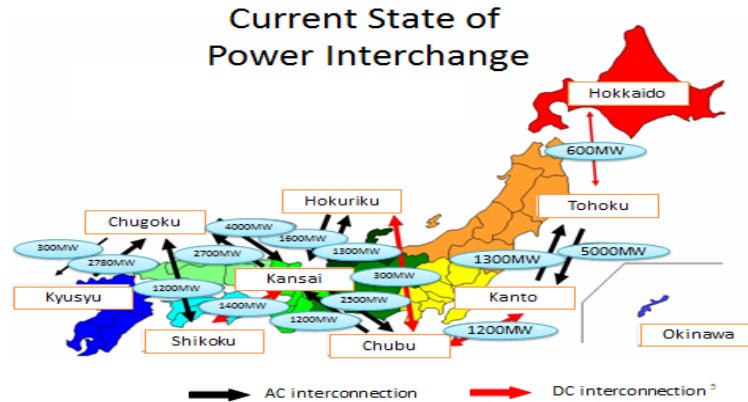 Current State of
Power Interchange
Hokkaido
600MW
Hokuriku
Tohoku
Chugoku
4000MW
1600MW
300MW
2700MW
1300MW
1300MW
5000MW
2780MW
Kansai
300MW
Kyusyu
1200MW
2500MW
Kanto
1400MW
1200MW
1200MW
Shikoku
Chubu
Okinawa
AC interconnection
DC interconnection 5